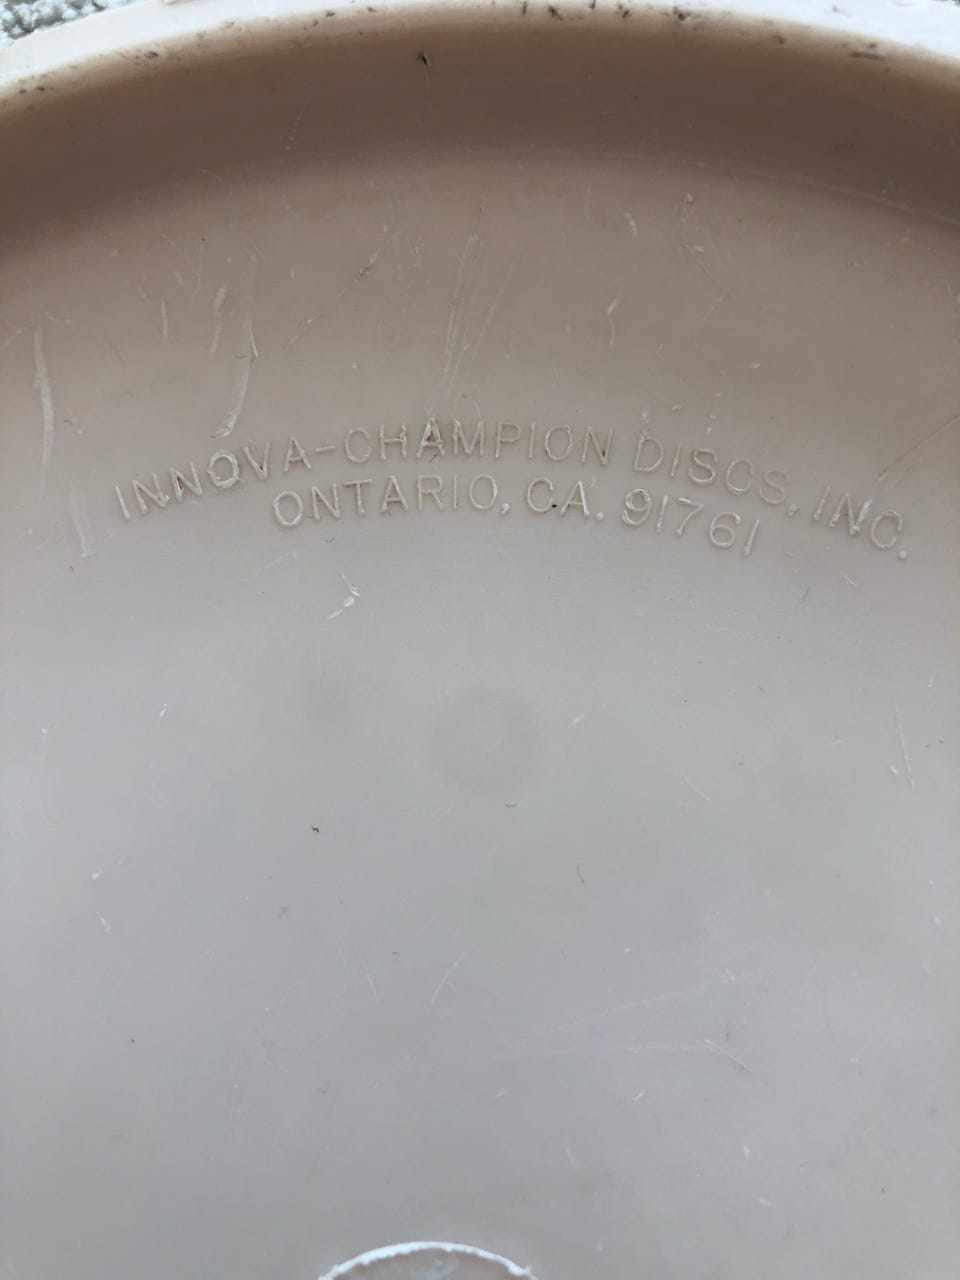 INNOVA-CHAMPION DISCS, INC.
ONTARIO, CA. 91761